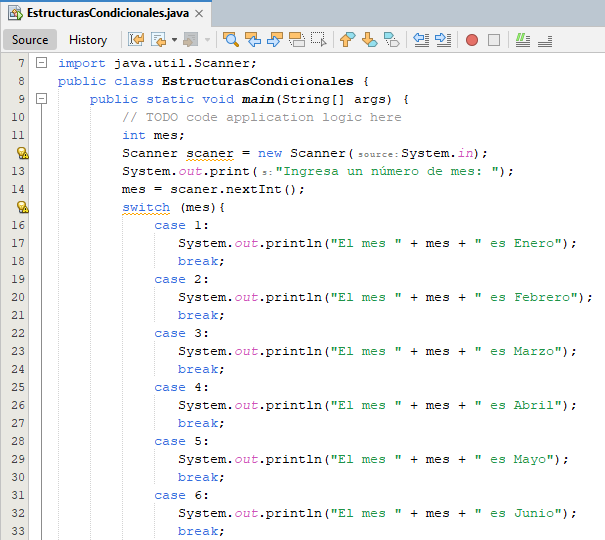 EstructurasCondicionales.java
Source History
7 import java.util.Scanner;
8 public class EstructurasCondicionales {
9 public static void main(String[] args) {
10 // TODO code application logic here
11 int mes;
Scanner scaner = new Scanner( source: System.in);
13 System.out.print( s: "Ingresa un número de mes: ");
14 mes = scaner.nextInt();
switch (mes){
16 case 1:
17 System.out.println("El mes " + mes + " es Enero");
18 break;
19 case 2:
20 System.out.println("El mes " + mes + " es Febrero");
21 break;
22 case 3:
23 System.out.println("El mes " + mes + " es Marzo");
24 break;
25 case 4:
26 System.out.println("El mes " + mes + " es Abril");
27 break;
28 case 5:
29 System.out.println("El mes " + mes + " es Mayo");
30 break;
31 case 6:
32 System.out.println("El mes " + mes + " es Junio");
33 break;